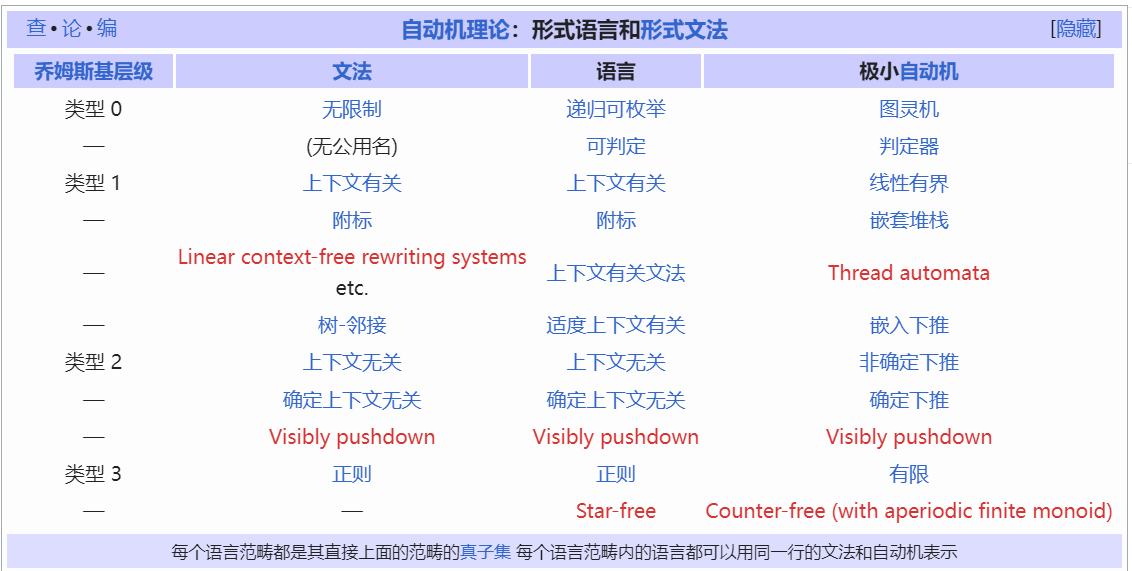 查•论•编 自动机理论：形式语言和形式文法 [隐藏]
乔姆斯基层级 文法 语言 极小自动机
类型 0 无限制 递归可枚举 图灵机
— (无公用名) 可判定 判定器
类型 1 上下文有关 上下文有关 线性有界
— 附标 附标 嵌套堆栈
— Linear context-free rewriting systems etc. 上下文有关文法 Thread automata
— 树-邻接 适度上下文有关 嵌入下推
类型 2 上下文无关 上下文无关 非确定下推
— 确定上下文无关 确定上下文无关 确定下推
— Visibly pushdown Visibly pushdown Visibly pushdown
类型 3 正则 正则 有限
— — Star-free Counter-free (with aperiodic finite monoid)
每个语言范畴都是其直接上面的范畴的真子集 每个语言范畴内的语言都可以用同一行的文法和自动机表示